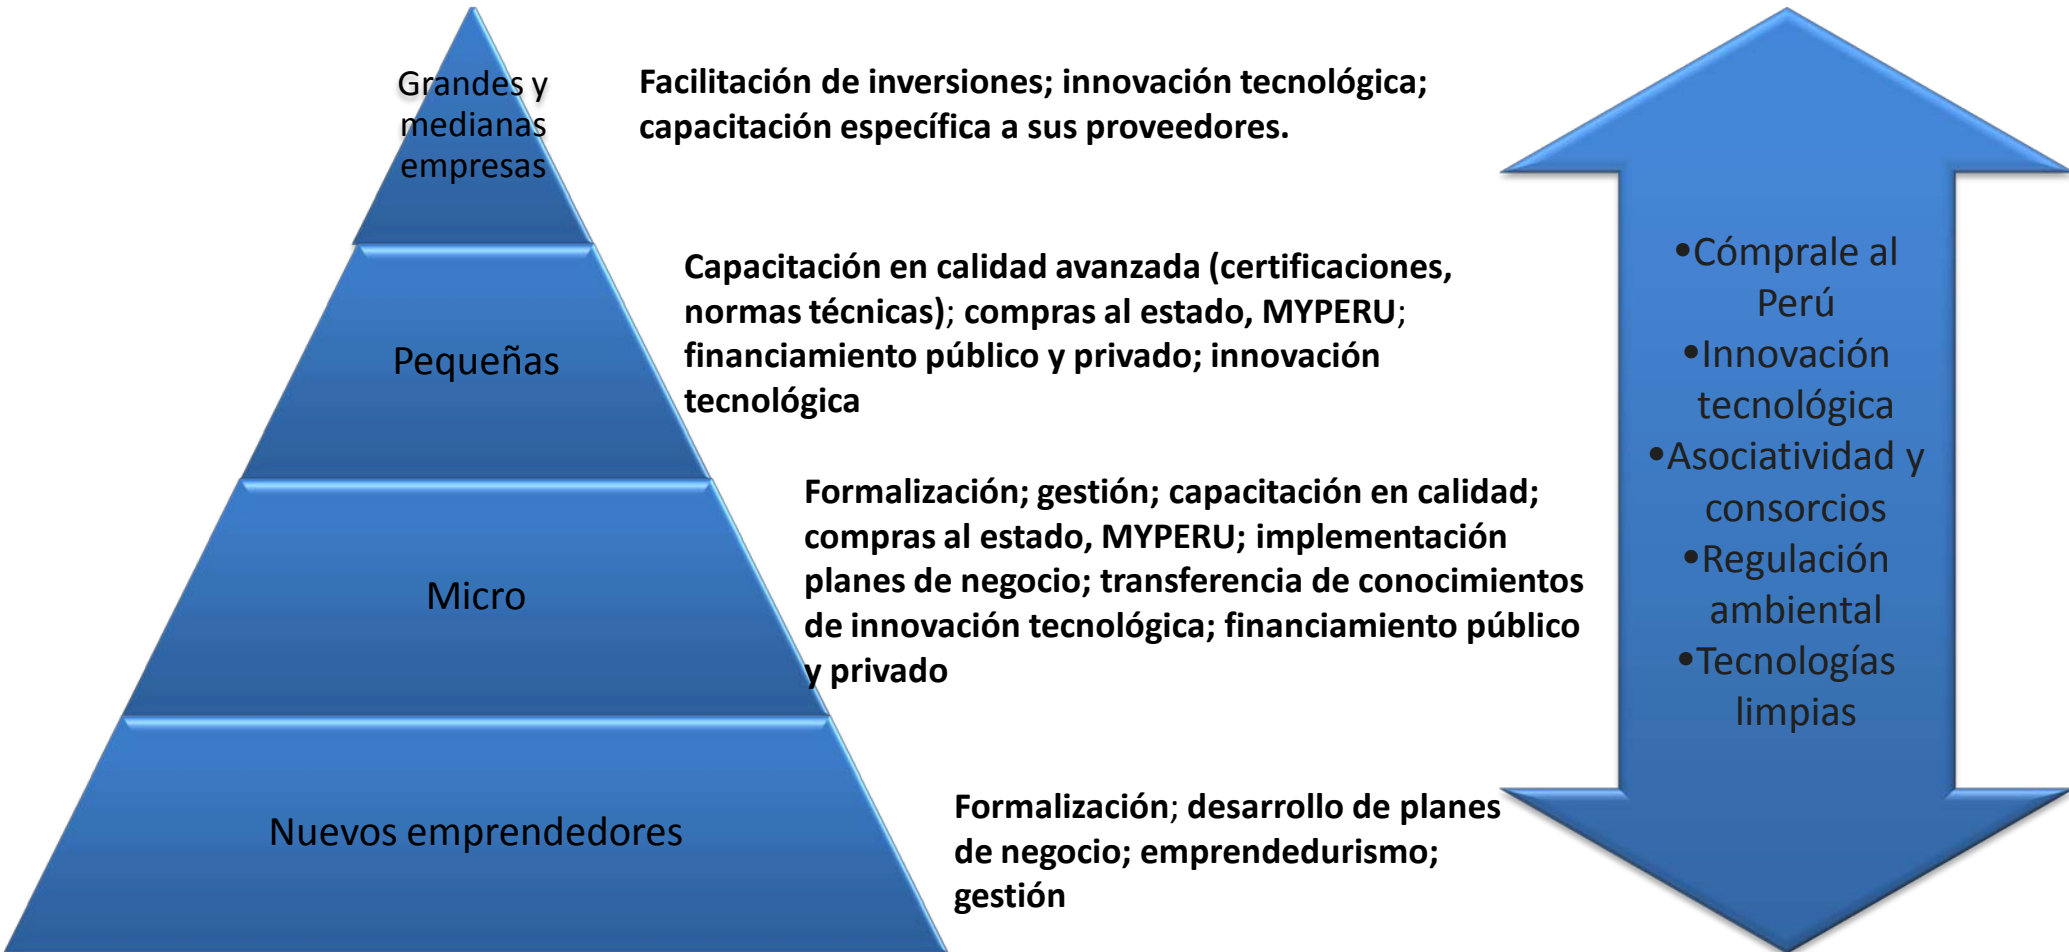 Grandes y
medianas
empresas
Facilitación de inversiones; innovación tecnológica;
capacitación específica a sus proveedores.
Pequeñas
Capacitación en calidad avanzada (certificaciones,
normas técnicas); compras al estado, MYPERU;
financiamiento público y privado; innovación
tecnológica
Micro
Formalización; gestión; capacitación en calidad;
compras al estado, MYPERU; implementación
planes de negocio; transferencia de conocimientos
de innovación tecnológica; financiamiento público
y privado
Nuevos emprendedores
Formalización; desarrollo de planes
de negocio; emprendedurismo;
gestión
•Cómprale al
Perú
•Innovación
tecnológica
•Asociatividad y
consorcios
•Regulación
ambiental
•Tecnologías
limpias